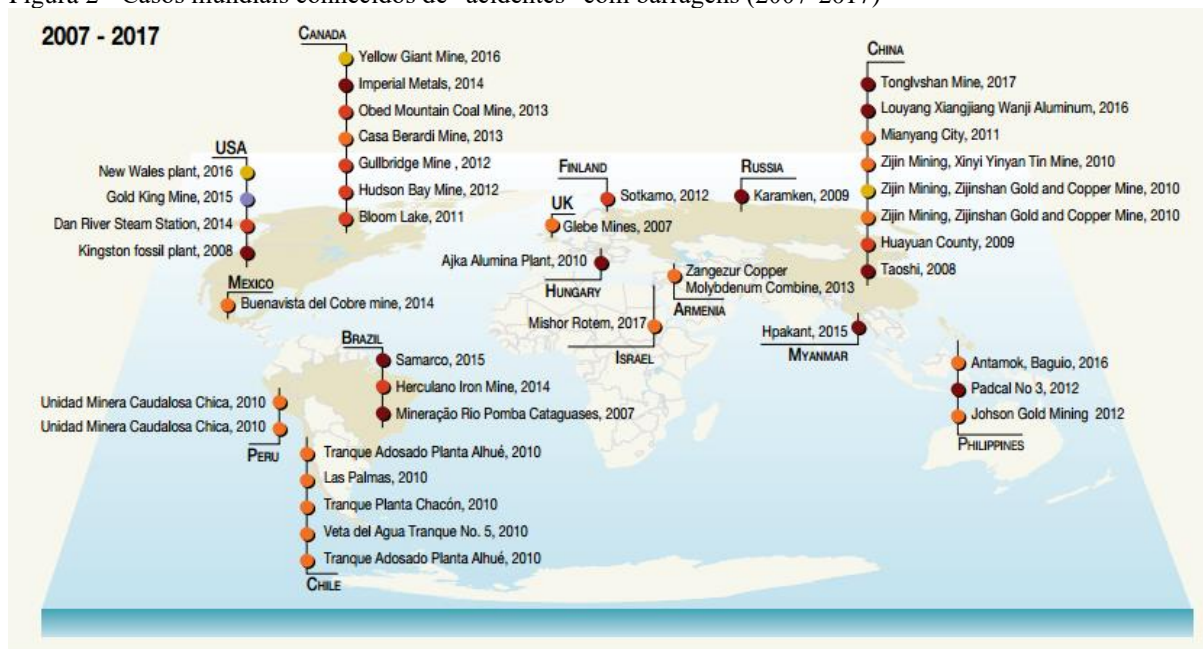 Figura 2 - Casos mundiais conhecidos de "acidentes" com barragens (2007-2017)
2007 - 2017
CANADA
Yellow Giant Mine, 2016
Imperial Metals, 2014
Obed Mountain Coal Mine, 2013
Casa Berardi Mine, 2013
Gullbridge Mine , 2012
Hudson Bay Mine, 2012
Bloom Lake, 2011
USA
New Wales plant, 2016
Gold King Mine, 2015
Dan River Steam Station, 2014
Kingston fossil plant, 2008
MEXICO
Buenavista del Cobre mine, 2014
BRAZIL
Samarco, 2015
Herculano Iron Mine, 2014
Mineração Rio Pomba Cataguases, 2007
Unidad Minera Caudalosa Chica, 2010
Unidad Minera Caudalosa Chica, 2010
PERU
Tranque Adosado Planta Alhué, 2010
Las Palmas, 2010
Tranque Planta Chacón, 2010
Veta del Agua Tranque No. 5, 2010
Tranque Adosado Planta Alhué, 2010
CHILE
FINLAND
Sotkamo, 2012
UK
Glebe Mines, 2007
Ajka Alumina Plant, 2010
HUNGARY
RUSSIA
Karamken, 2009
Zangezur Copper
Molybdenum Combine, 2013
ARMENIA
Mishor Rotem, 2017
ISRAEL
CHINA
Tonglvshan Mine, 2017
Louyang Xiangjiang Wanji Aluminum, 2016
Mianyang City, 2011
Zijin Mining, Xinyi Yinyan Tin Mine, 2010
Zijin Mining, Zijinshan Gold and Copper Mine, 2010
Zijin Mining, Zijinshan Gold and Copper Mine, 2010
Huayuan County, 2009
Taoshi, 2008
Hpakant, 2015
MYANMAR
Antamok, Baguio, 2016
Padcal No 3, 2012
Johson Gold Mining 2012
PHILIPPINES